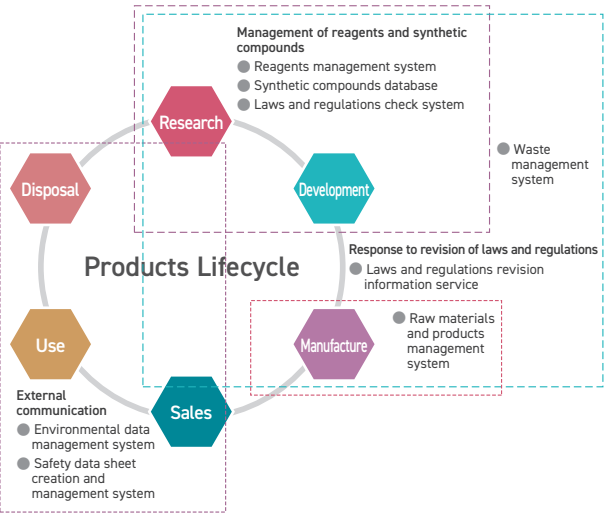 Management of reagents and synthetic
compounds
Reagents management system
Synthetic compounds database
Laws and regulations check system
Research
Waste
management
system
Disposal
Development
Response to revision of laws and regulations
Laws and regulations revision
information service
Products Lifecycle
Raw materials
and products
management
system
Use
Manufacture
External
communication
Environmental data
management system
Safety data sheet
creation and
management system
Sales